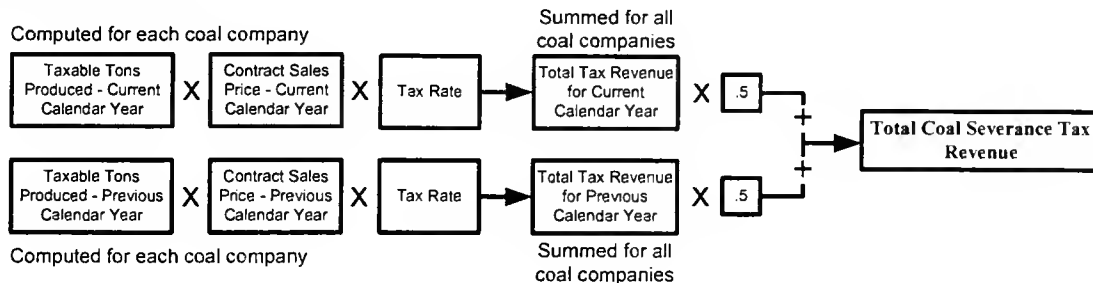 Computed for each coal company
Summed for all
coal companies
Taxable Tons
Produced - Current
Calendar Year
X
Contract Sales
Price - Current
Calendar Year
X
Tax Rate
Total Tax Revenue
for Current
Calendar Year
X
.5
+
Total Coal Severance Tax
Revenue
+
Taxable Tons
Produced - Previous
Calendar Year
X
Contract Sales
Price - Previous
Calendar Year
X
Tax Rate
Total Tax Revenue
for Previous
Calendar Year
X
.5
Computed for each coal company
Summed for all
coal companies